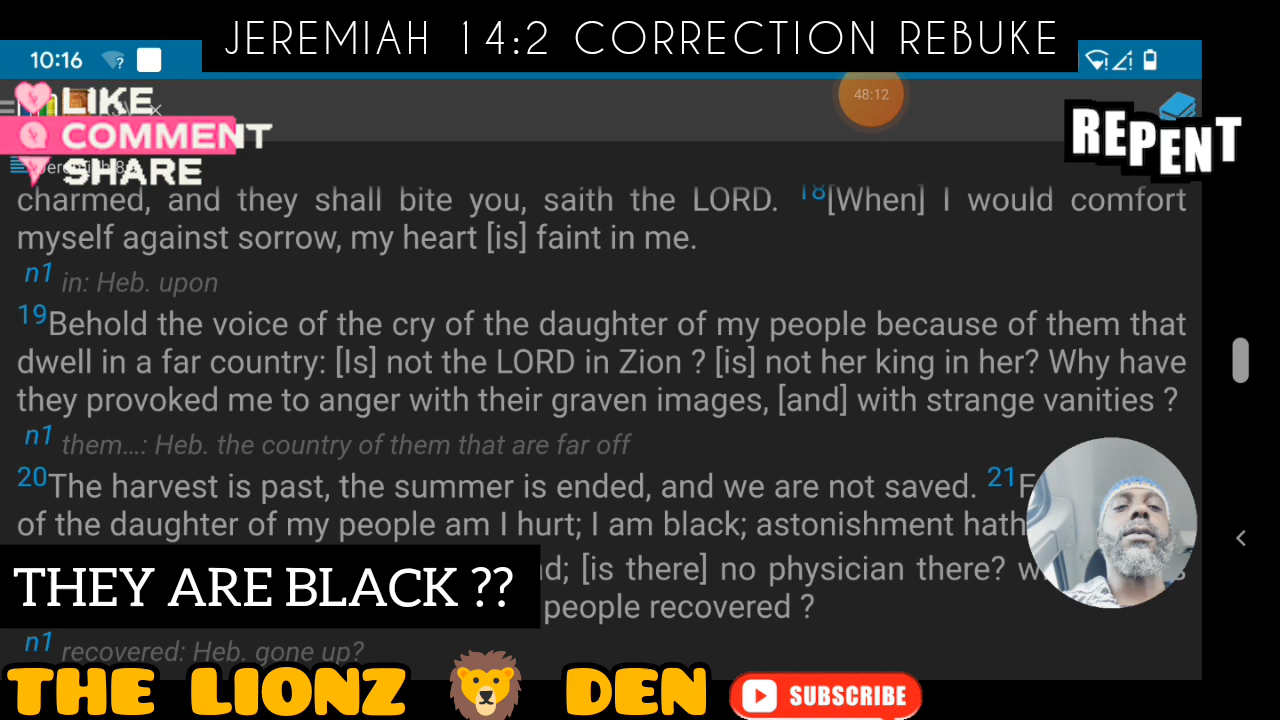 JEREMIAH 14:2 CORRECTION REBUKE
10:16
?
48:12
LIKE
COMMENT
SHARE
REPENT
charmed, and they shall bite you, saith the LORD. 18[When] I would comfort
myself against sorrow, my heart [is] faint in me.
n1 in: Heb. upon
19Behold the voice of the cry of the daughter of my people because of them that
dwell in a far country: [Is] not the LORD in Zion ? [is] not her king in her? Why have
they provoked me to anger with their graven images, [and] with strange vanities ?
n1 them...: Heb. the country of them that are far off
20The harvest is past, the summer is ended, and we are not saved. 21
of the daughter of my people am I hurt; I am black; astonishment hath
[is there] no physician there?
THEY ARE BLACK ??
people recovered ?
n1 recovered: Heb. gone up?
THE LIONZ 🦁 DEN
SUBSCRIBE